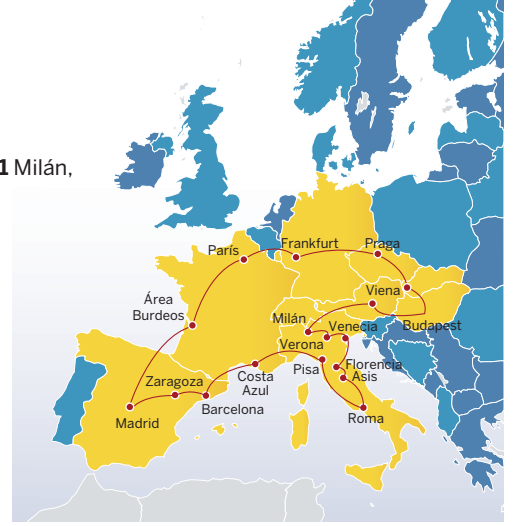 1 Milán,
París
Frankfurt
Praga
Área
Burdeos
Viena
Milán
Venecia
Budapest
Verona
Pisa
Florencia
Asis
Zaragoza
Costa
Azul
Barcelona
Madrid
Roma